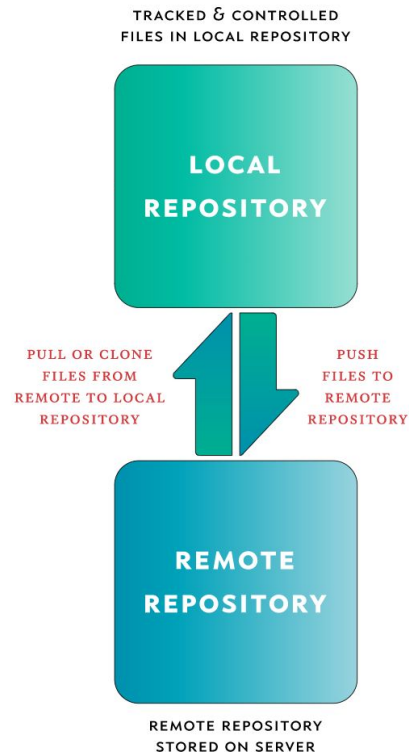 TRACKED & CONTROLLED
FILES IN LOCAL REPOSITORY
LOCAL
REPOSITORY
PULL OR CLONE
FILES FROM
REMOTE TO LOCAL
REPOSITORY
PUSH
FILES TO
REMOTE
REPOSITORY
REMOTE
REPOSITORY
REMOTE REPOSITORY
STORED ON SERVER